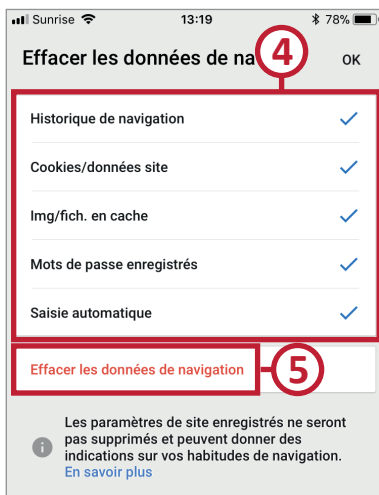 Sunrise 13:19 78%
Effacer les données de na
4
OK
Historique de navigation
Cookies/données site
Img/fich. en cache
Mots de passe enregistrés
Saisie automatique
Effacer les données de navigation
5
Les paramètres de site enregistrés ne seront
pas supprimés et peuvent donner des
indications sur vos habitudes de navigation.
En savoir plus